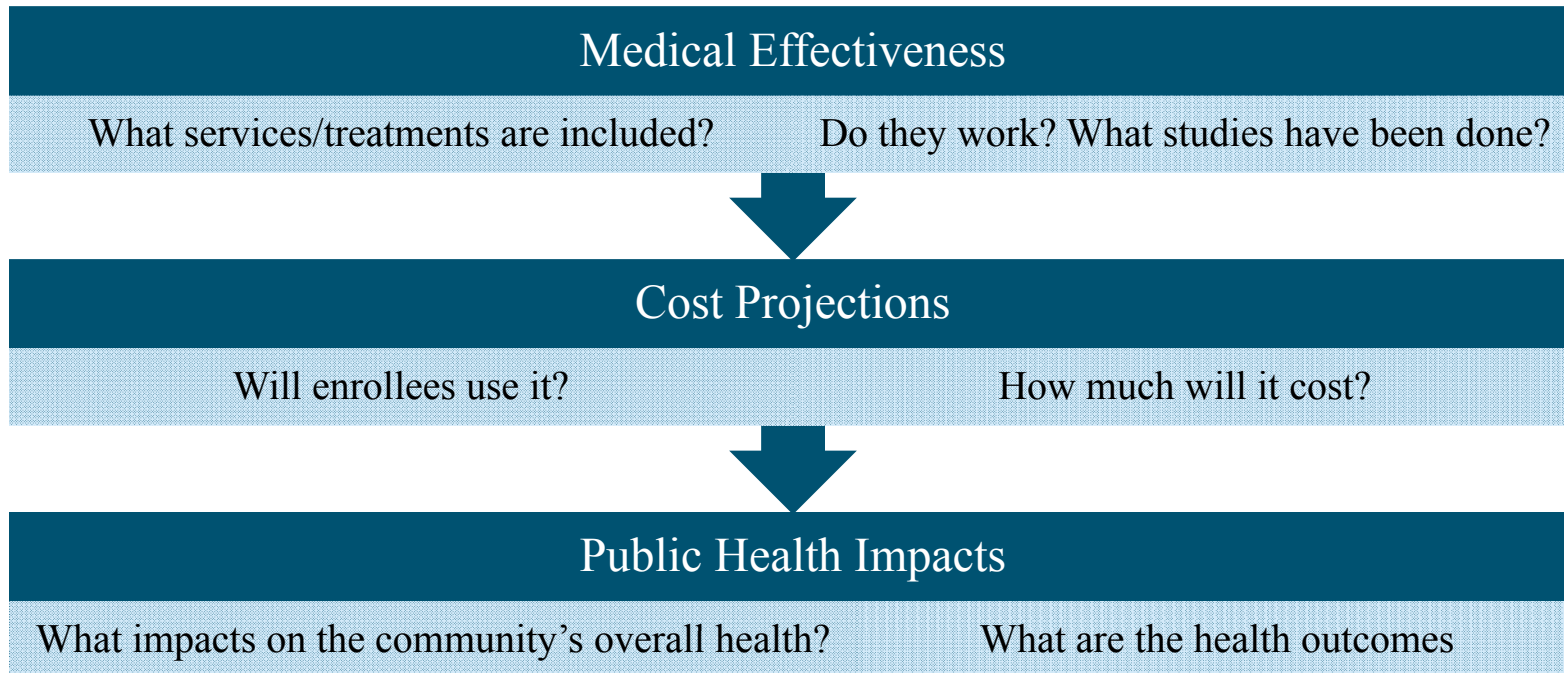 Medical Effectiveness
What services/treatments are included?
Do they work? What studies have been done?
Cost Projections
Will enrollees use it?
How much will it cost?
Public Health Impacts
What impacts on the community’s overall health?
What are the health outcomes